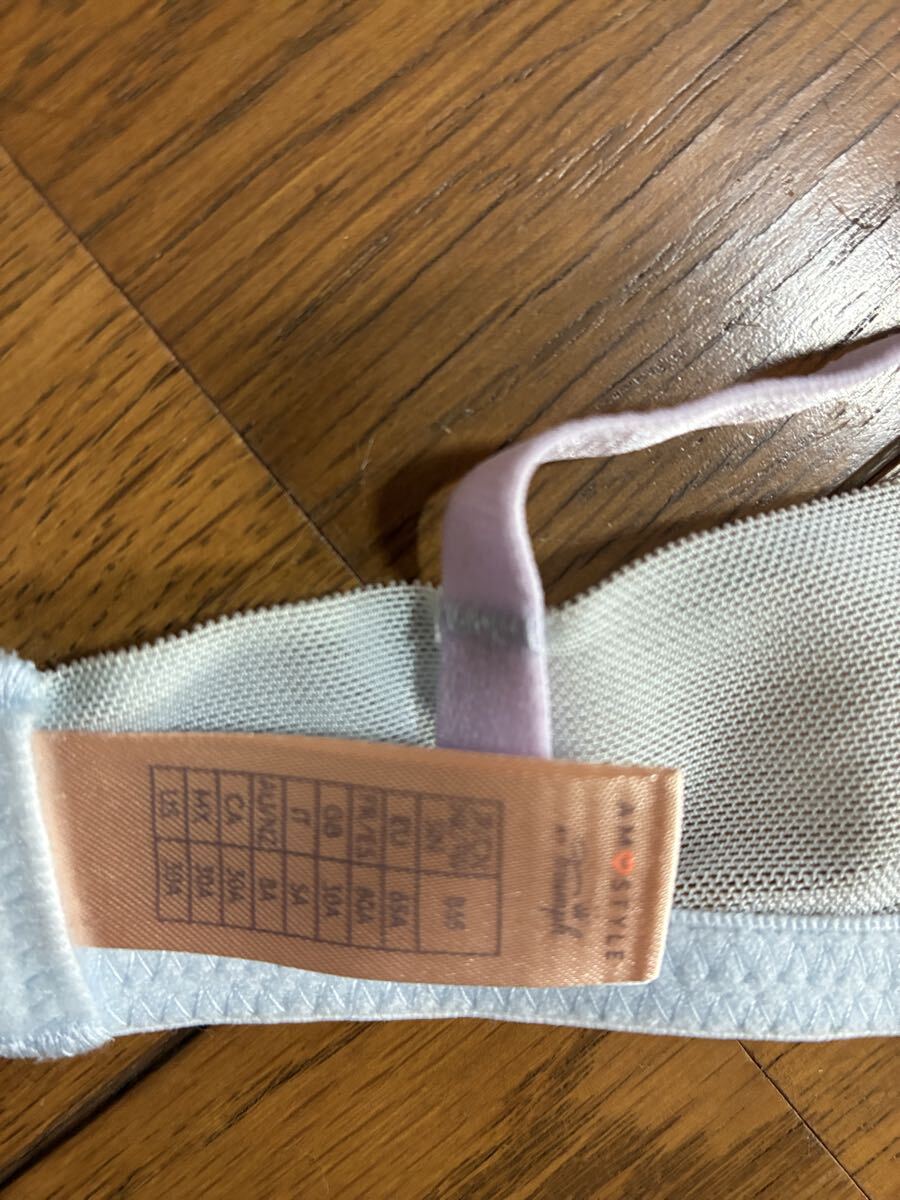 AM♥STYLE
BY Triumph
B65
EU 65A
FR/ES 80A
GB 30A
IT
AU/NZ 8A
CA 30A
MX 30A
US 30A